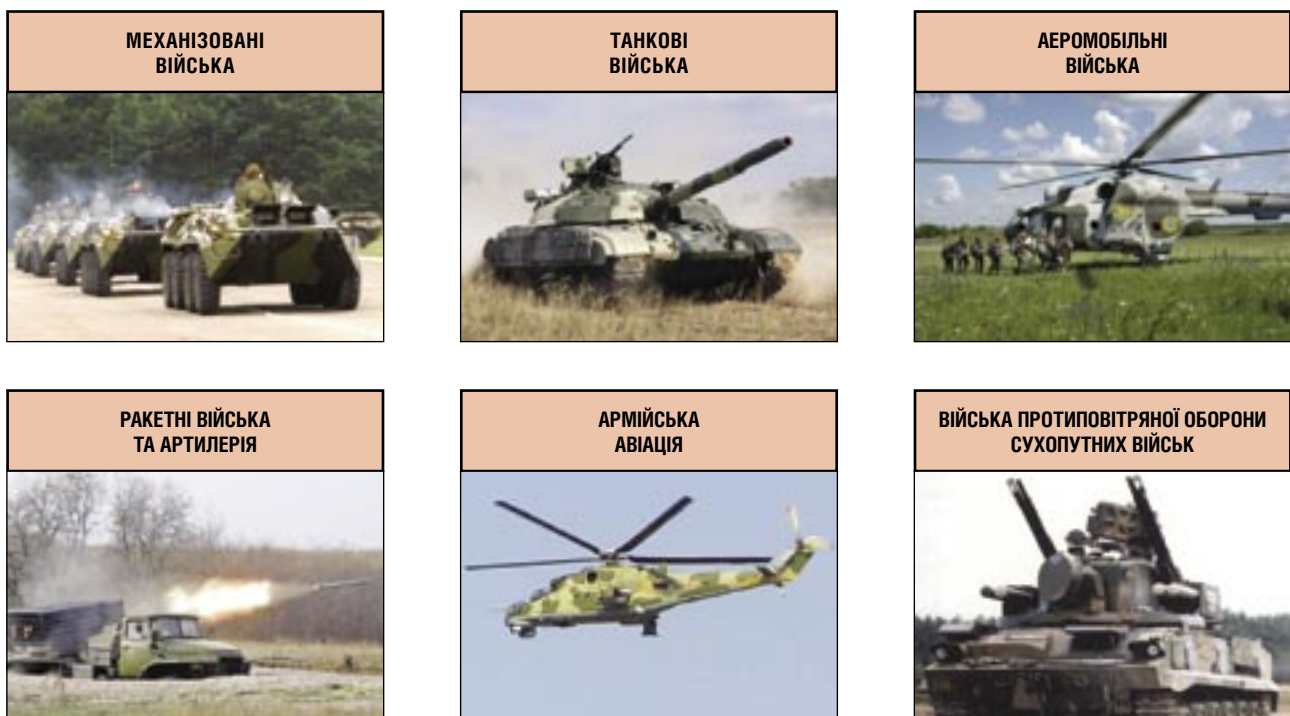 МЕХАНІЗОВАНІ
ВІЙСЬКА
ТАНКОВІ
ВІЙСЬКА
АЕРОМОБІЛЬНІ
ВІЙСЬКА
РАКЕТНІ ВІЙСЬКА
ТА АРТИЛЕРІЯ
АРМІЙСЬКА
АВІАЦІЯ
ВІЙСЬКА ПРОТИПОВІТРЯНОЇ ОБОРОНИ
СУХОПУТНИХ ВІЙСЬК